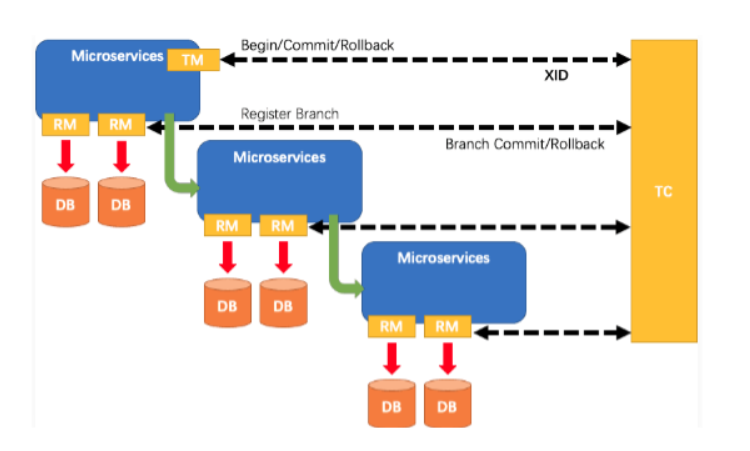 Begin/Commit/Rollback
Microservices
TM
XID
Register Branch
RM
RM
Branch Commit/Rollback
Microservices
TC
DB
DB
RM
RM
Microservices
DB
DB
RM
RM
DB
DB